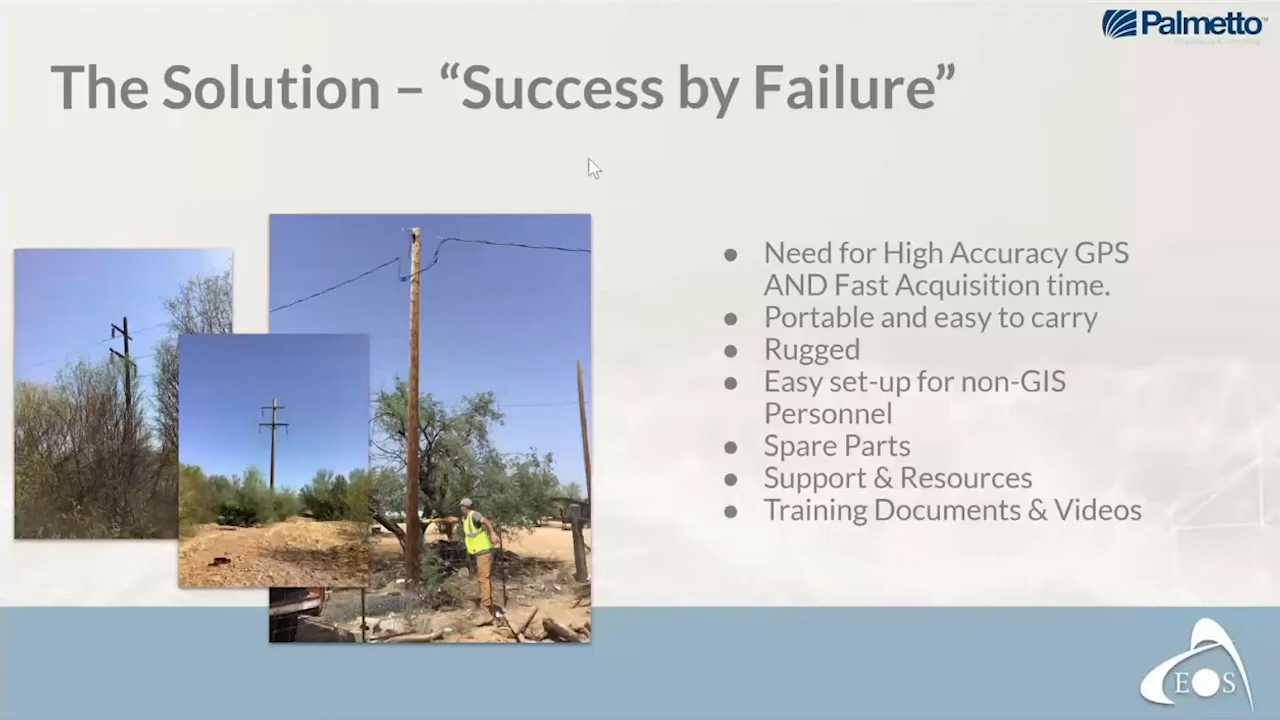 Palmetto
The Solution – “Success by Failure”
● Need for High Accuracy GPS
AND Fast Acquisition time.
● Portable and easy to carry
● Rugged
● Easy set-up for non-GIS
Personnel
● Spare Parts
● Support & Resources
● Training Documents & Videos
EOS